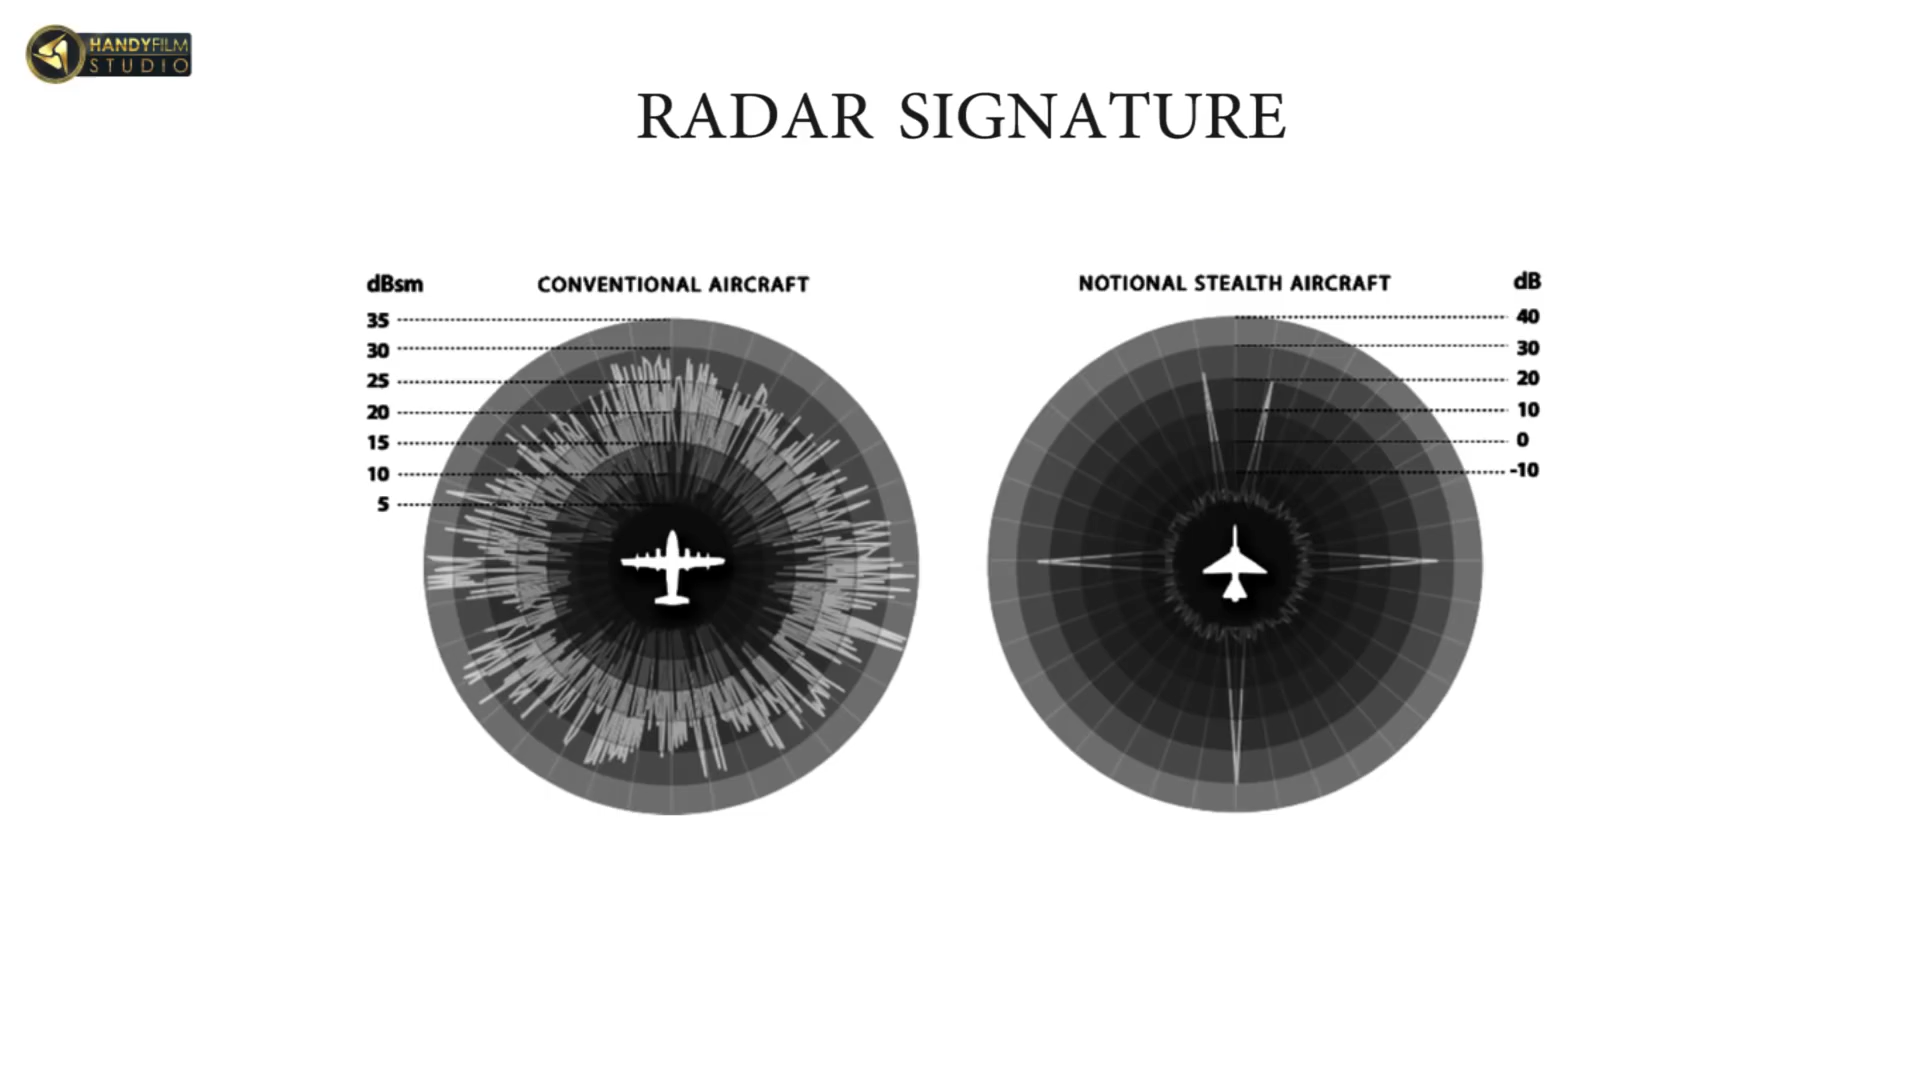 HANDYFILM
STUDIO
RADAR SIGNATURE
dBsm
CONVENTIONAL AIRCRAFT
35
30
25
20
15
10
5
NOTIONAL STEALTH AIRCRAFT
dB
40
30
20
10
0
-10